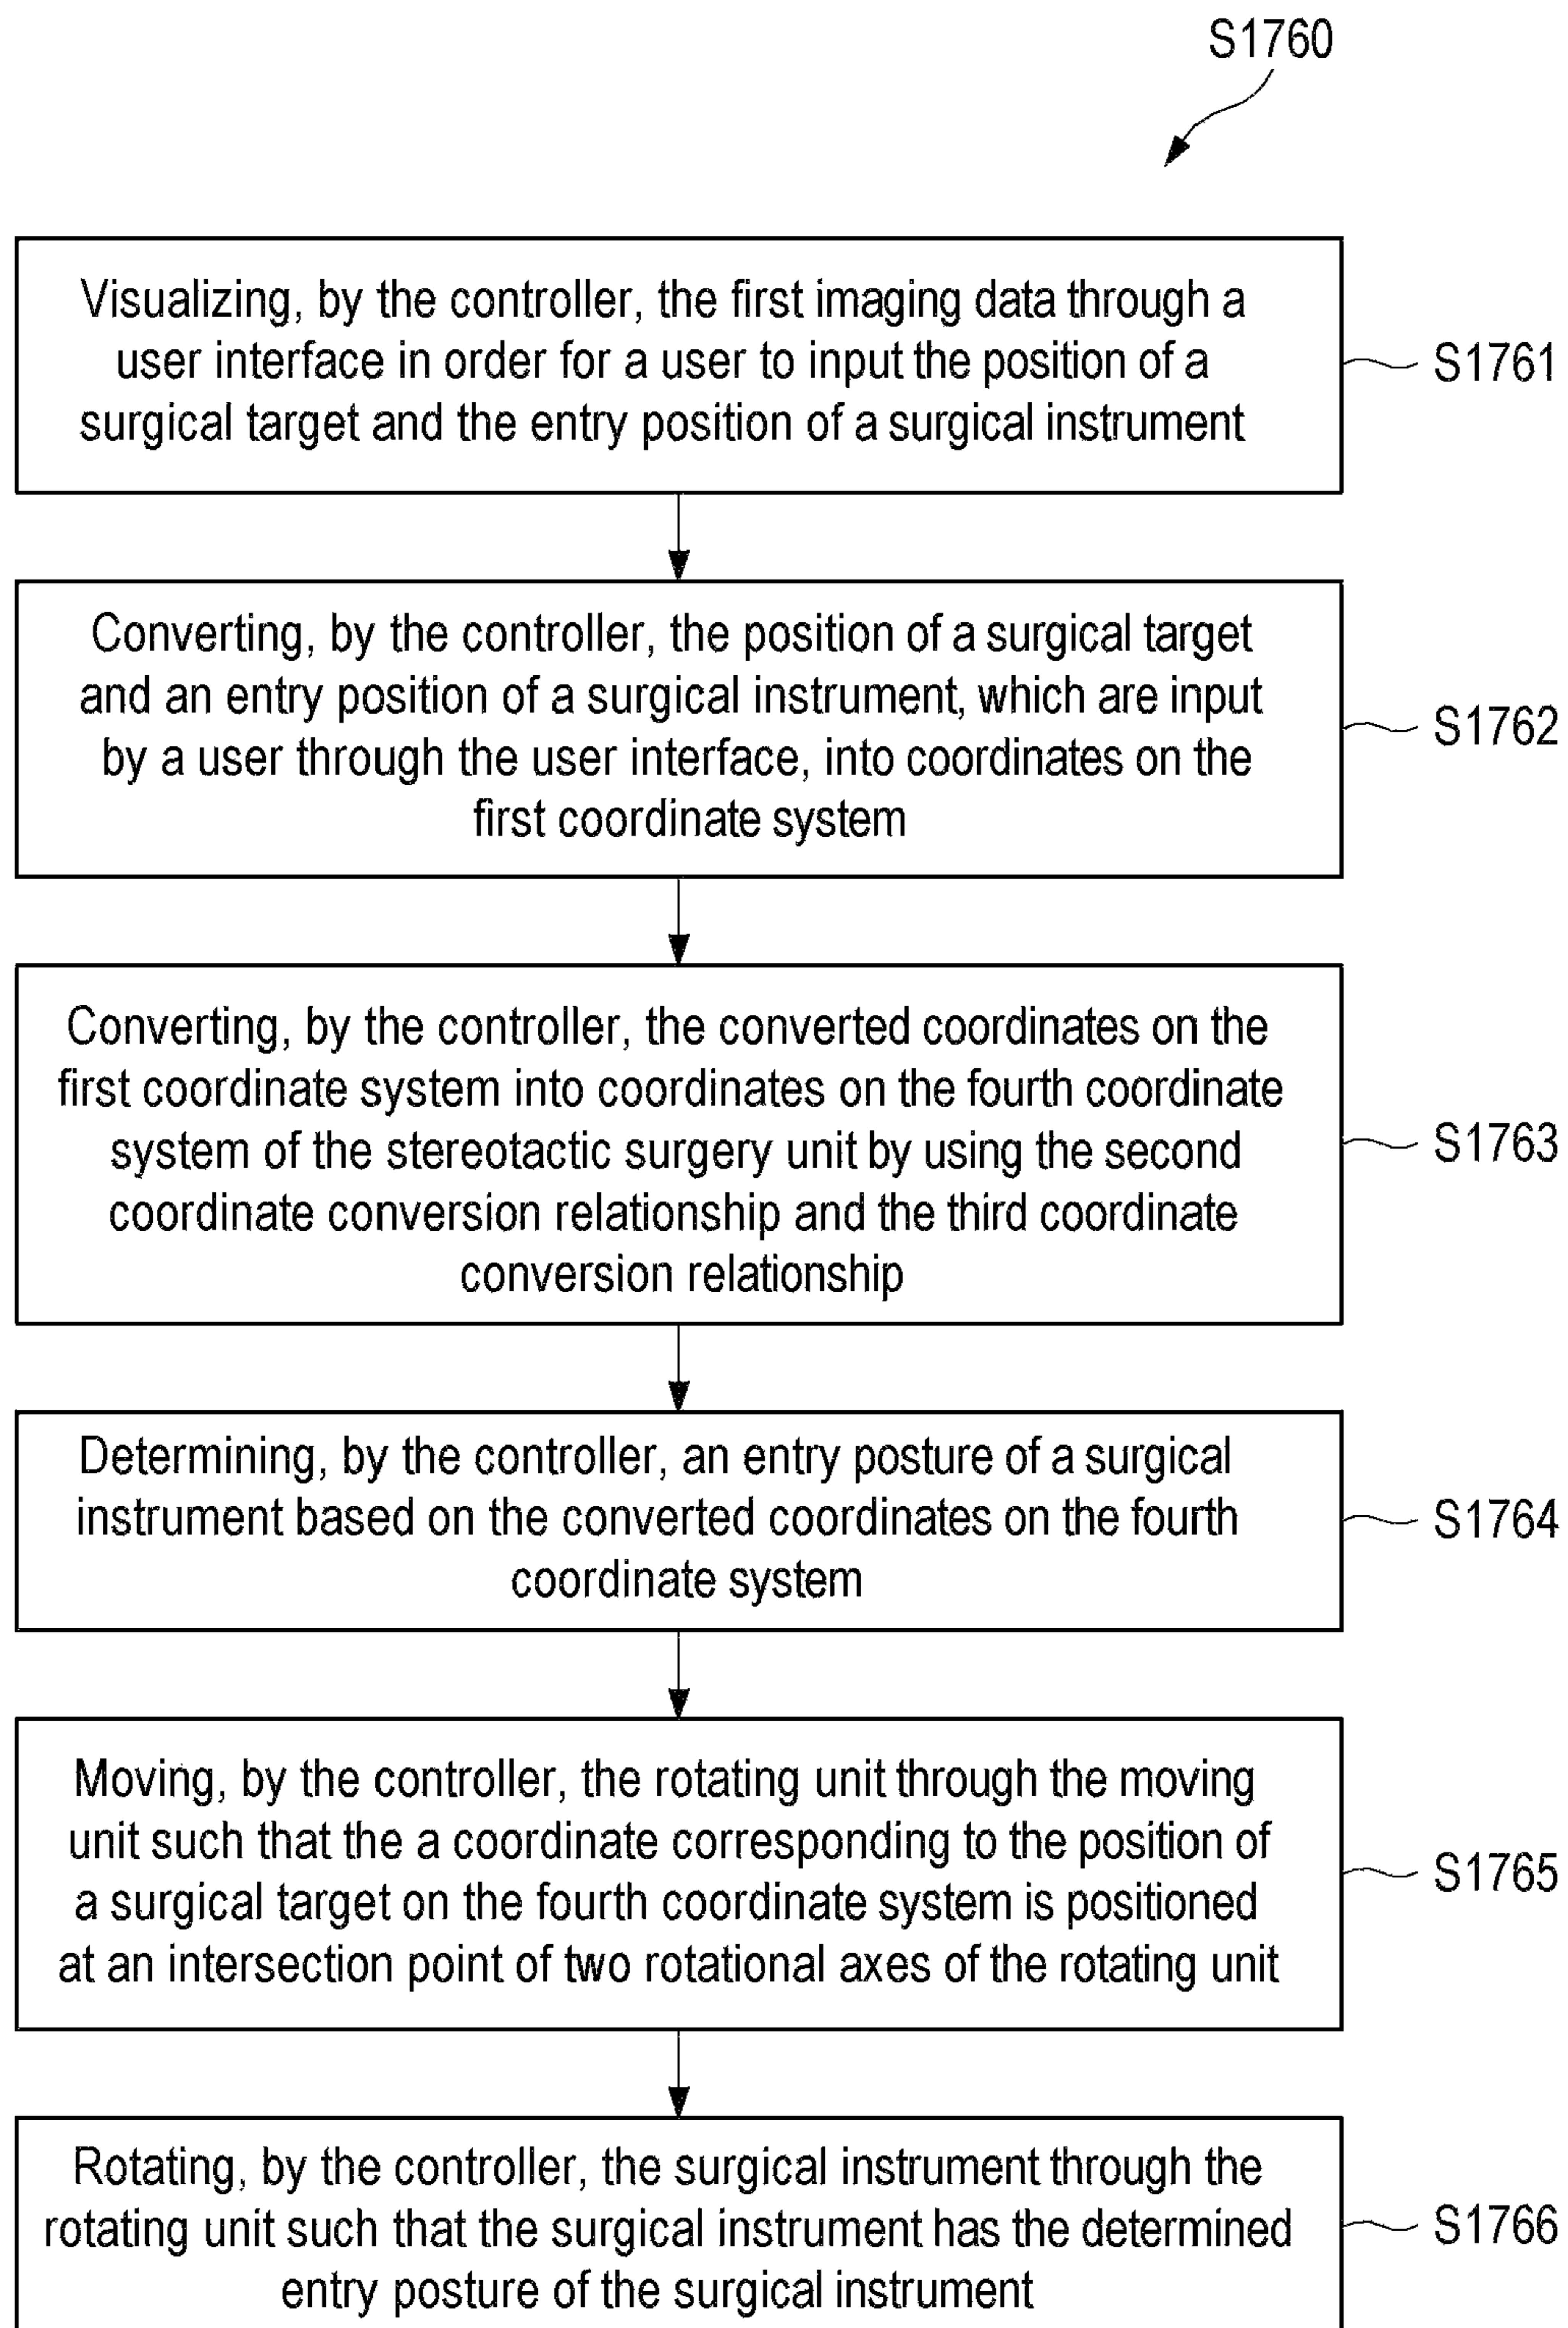 S1760
Visualizing, by the controller, the first imaging data through a
user interface in order for a user to input the position of a
surgical target and the entry position of a surgical instrument
S1761
Converting, by the controller, the position of a surgical target
and an entry position of a surgical instrument, which are input
by a user through the user interface, into coordinates on the
first coordinate system
S1762
Converting, by the controller, the converted coordinates on the
first coordinate system into coordinates on the fourth coordinate
system of the stereotactic surgery unit by using the second
coordinate conversion relationship and the third coordinate
conversion relationship
S1763
Determining, by the controller, an entry posture of a surgical
instrument based on the converted coordinates on the fourth
coordinate system
S1764
Moving, by the controller, the rotating unit through the moving
unit such that the a coordinate corresponding to the position of
a surgical target on the fourth coordinate system is positioned
at an intersection point of two rotational axes of the rotating unit
S1765
Rotating, by the controller, the surgical instrument through the
rotating unit such that the surgical instrument has the determined
entry posture of the surgical instrument
S1766